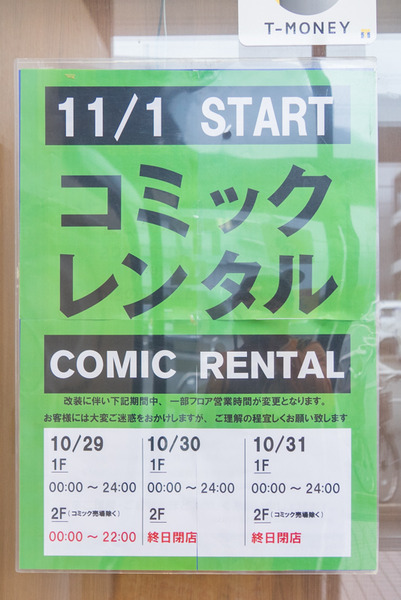 T-MONEY
11/1 START
コミック
レンタル
COMIC RENTAL
改装に伴い下記期間中、一部フロア営業時間が変更となります。
お客様には大変ご迷惑をおかけしますが、ご理解の程宜しくお願い致します
10/29
1F
00:00 〜 24:00
2F（コミック売場除く）
00:00 〜 22:00
10/30
1F
00:00 〜 24:00
2F
終日閉店
10/31
1F
00:00 〜 24:00
2F（コミック売場除く）
終日閉店